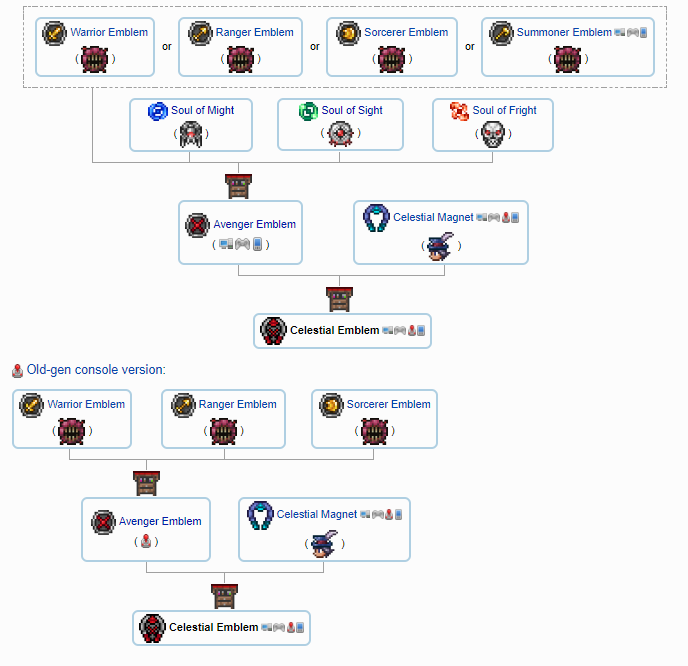 Warrior Emblem
( )
or
Ranger Emblem
( )
or
Sorcerer Emblem
( )
or
Summoner Emblem
( )
Soul of Might
( )
Soul of Sight
( )
Soul of Fright
( )
Avenger Emblem
( )
Celestial Magnet
( )
Celestial Emblem
Old-gen console version:
Warrior Emblem
( )
Ranger Emblem
( )
Sorcerer Emblem
( )
Avenger Emblem
( )
Celestial Magnet
( )
Celestial Emblem